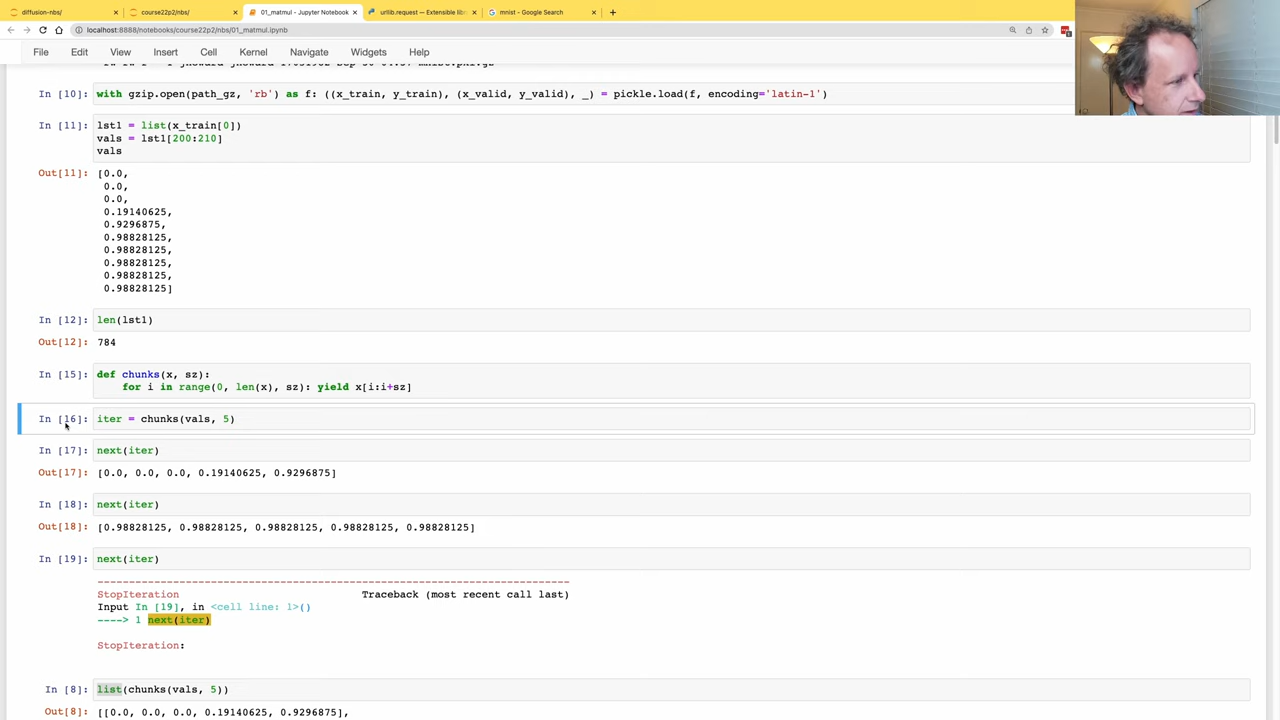 diffusion-nbs/
course22p2/nbs/
01_matmul - Jupyter Notebook
urllib.request — Extensible libr
mnist - Google Search
localhost:8888/notebooks/course22p2/nbs/01_matmul.ipynb
File Edit View Insert Cell Kernel Navigate Widgets Help
In [10]: with gzip.open(path_gz, 'rb') as f: ((x_train, y_train), (x_valid, y_valid), _) = pickle.load(f, encoding='latin-1')
In [11]: lst1 = list(x_train[0])
vals = lst1[200:210]
vals
Out[11]: [0.0,
0.0,
0.0,
0.19140625,
0.9296875,
0.98828125,
0.98828125,
0.98828125,
0.98828125,
0.98828125]
In [12]: len(lst1)
Out[12]: 784
In [15]: def chunks(x, sz):
for i in range(0, len(x), sz): yield x[i:i+sz]
In [16]: iter = chunks(vals, 5)
In [17]: next(iter)
Out[17]: [0.0, 0.0, 0.0, 0.19140625, 0.9296875]
In [18]: next(iter)
Out[18]: [0.98828125, 0.98828125, 0.98828125, 0.98828125, 0.98828125]
In [19]: next(iter)
---------------------------------------------------------------------------
StopIteration Traceback (most recent call last)
Input In [19], in <cell line: 1>()
----> 1 next(iter)
StopIteration:
In [8]: list(chunks(vals, 5))
Out[8]: [[0.0, 0.0, 0.0, 0.19140625, 0.9296875],